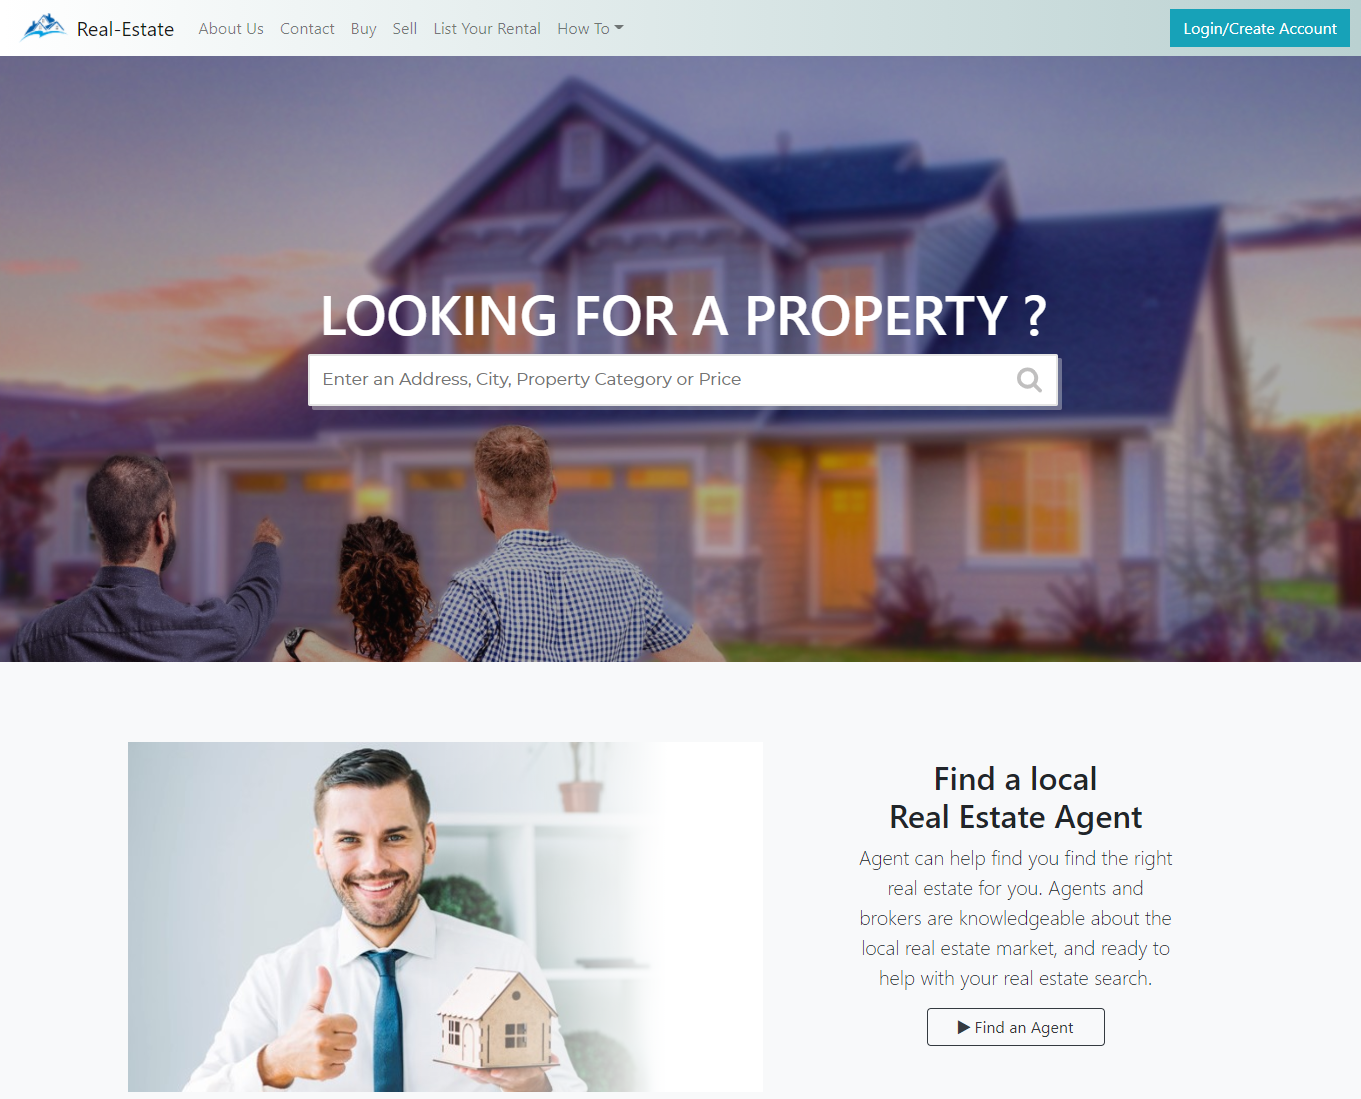 Real-Estate About Us Contact Buy Sell List Your Rental How To Login/Create Account
LOOKING FOR A PROPERTY ?
Enter an Address, City, Property Category or Price
Find a local
Real Estate Agent
Agent can help find you find the right
real estate for you. Agents and
brokers are knowledgeable about the
local real estate market, and ready to
help with your real estate search.
Find an Agent